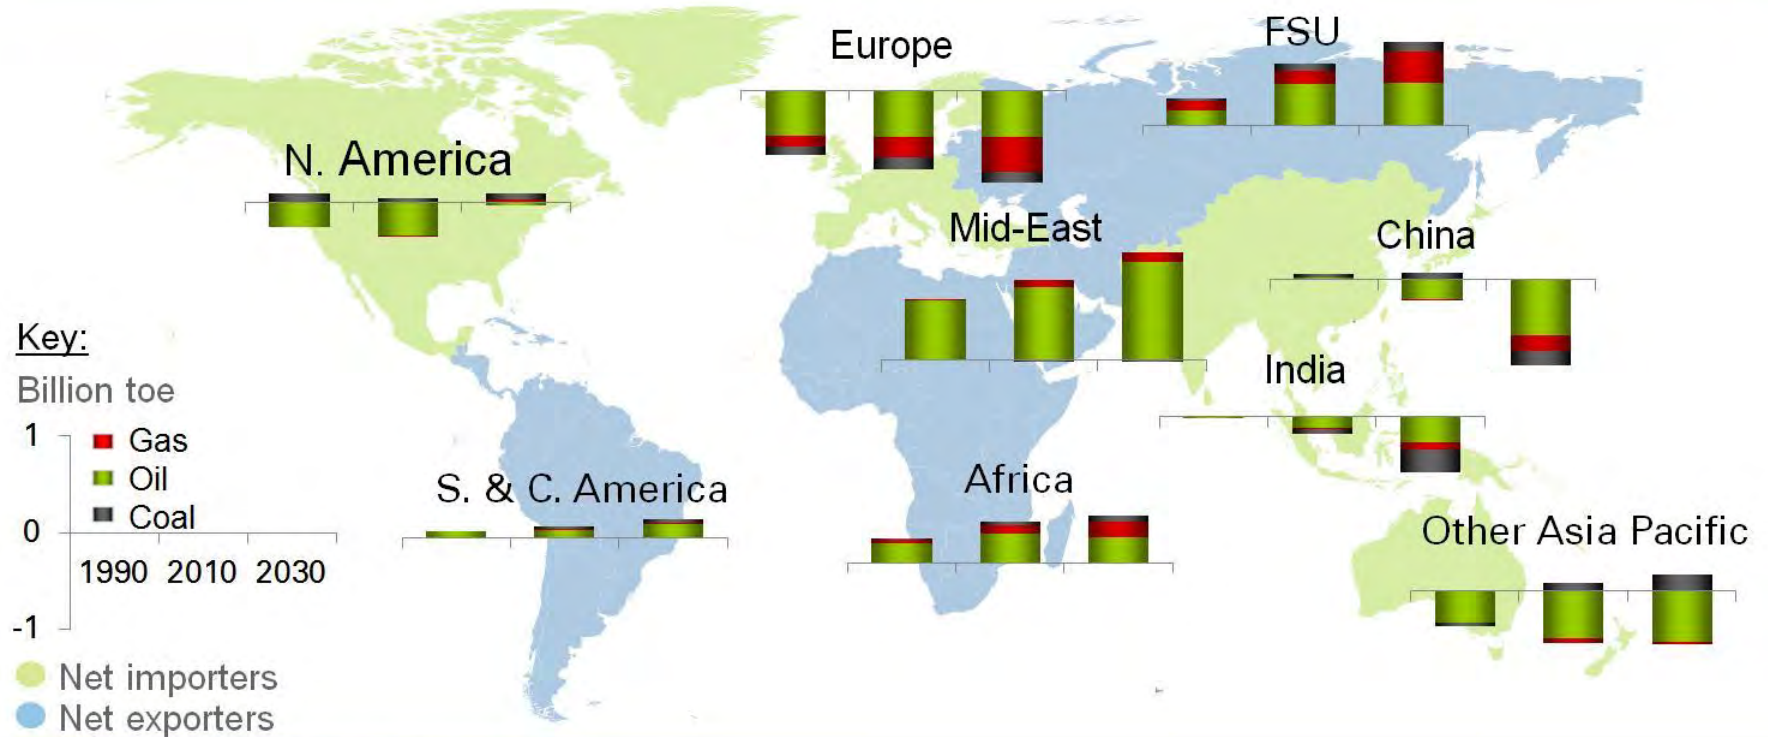 Europe
FSU
N. America
Mid-East
China
Key:
Billion toe
India
1
Gas
Oil
S. & C. America
Africa
Coal
0
Other Asia Pacific
1990 2010 2030
-1
Net importers
Net exporters